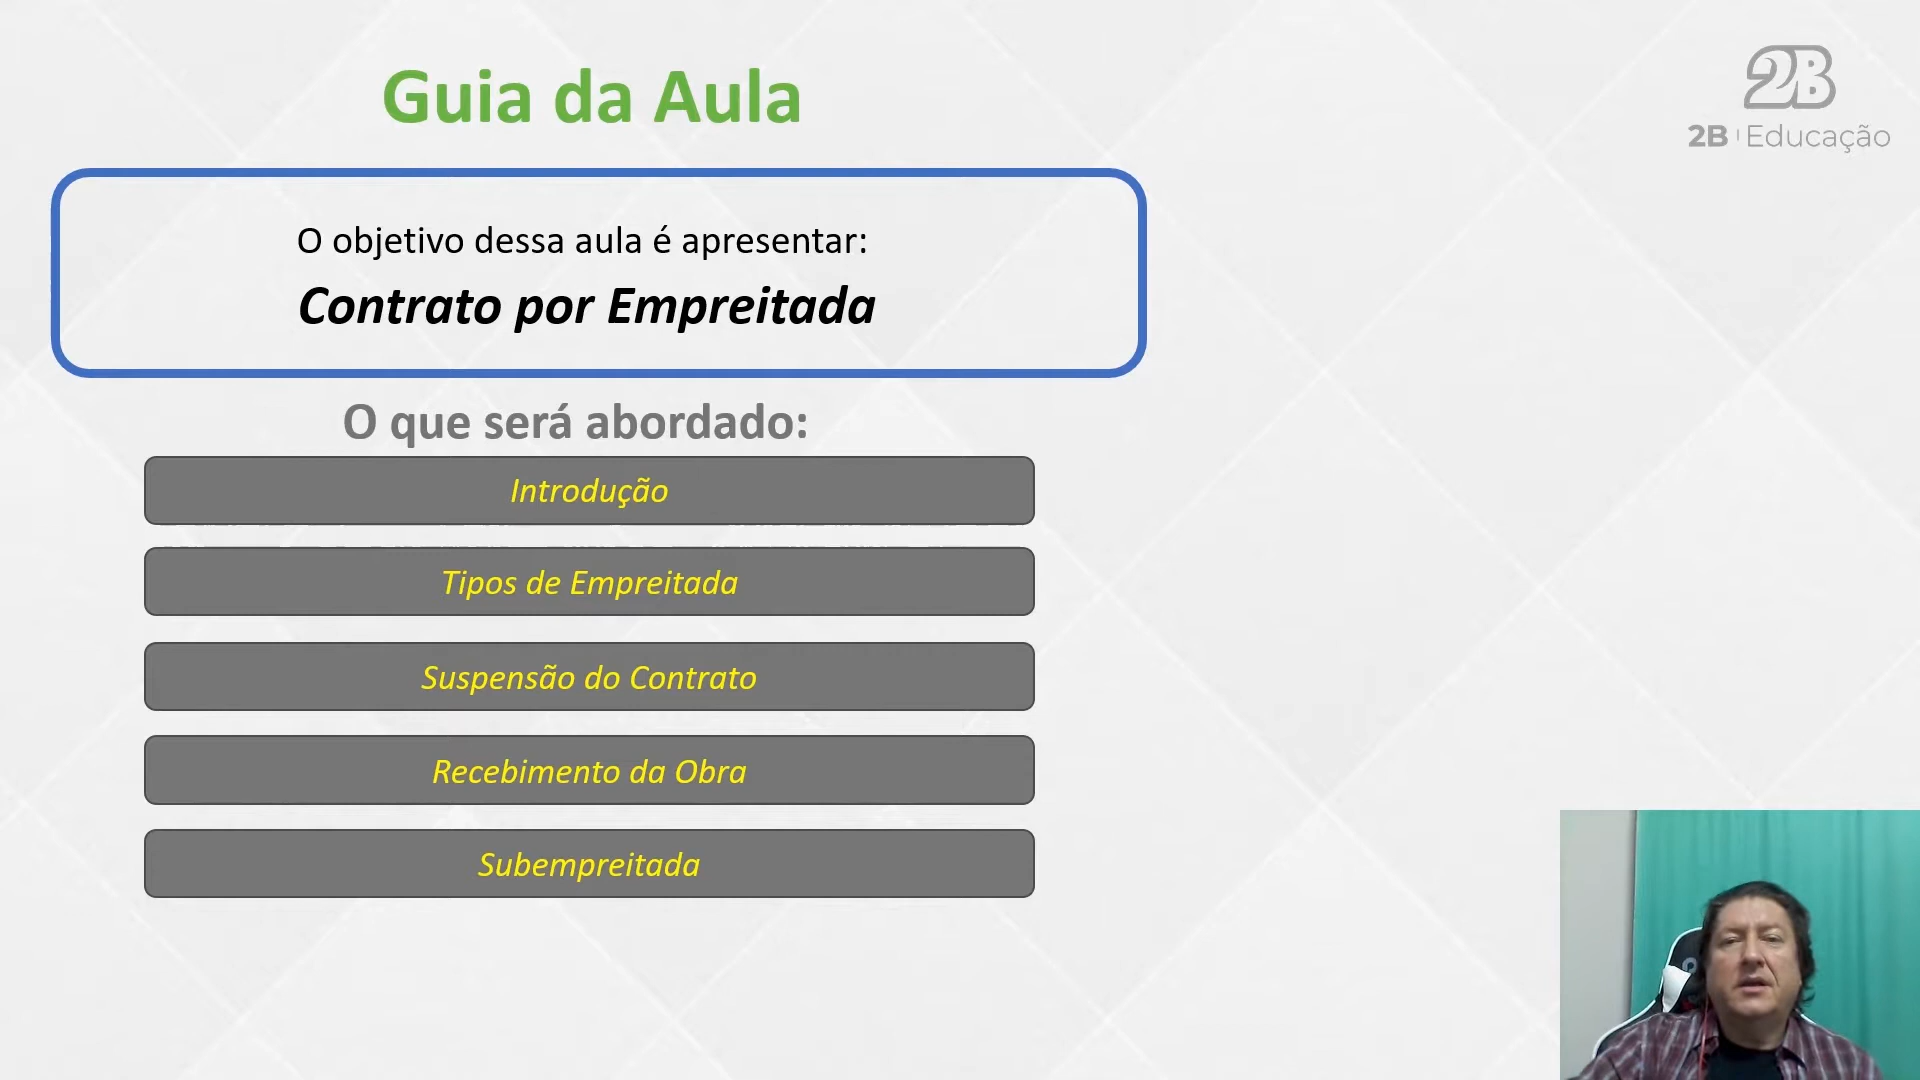 Guia da Aula
2B
2B Educação
O objetivo dessa aula é apresentar:
Contrato por Empreitada
O que será abordado:
Introdução
Tipos de Empreitada
Suspensão do Contrato
Recebimento da Obra
Subempreitada